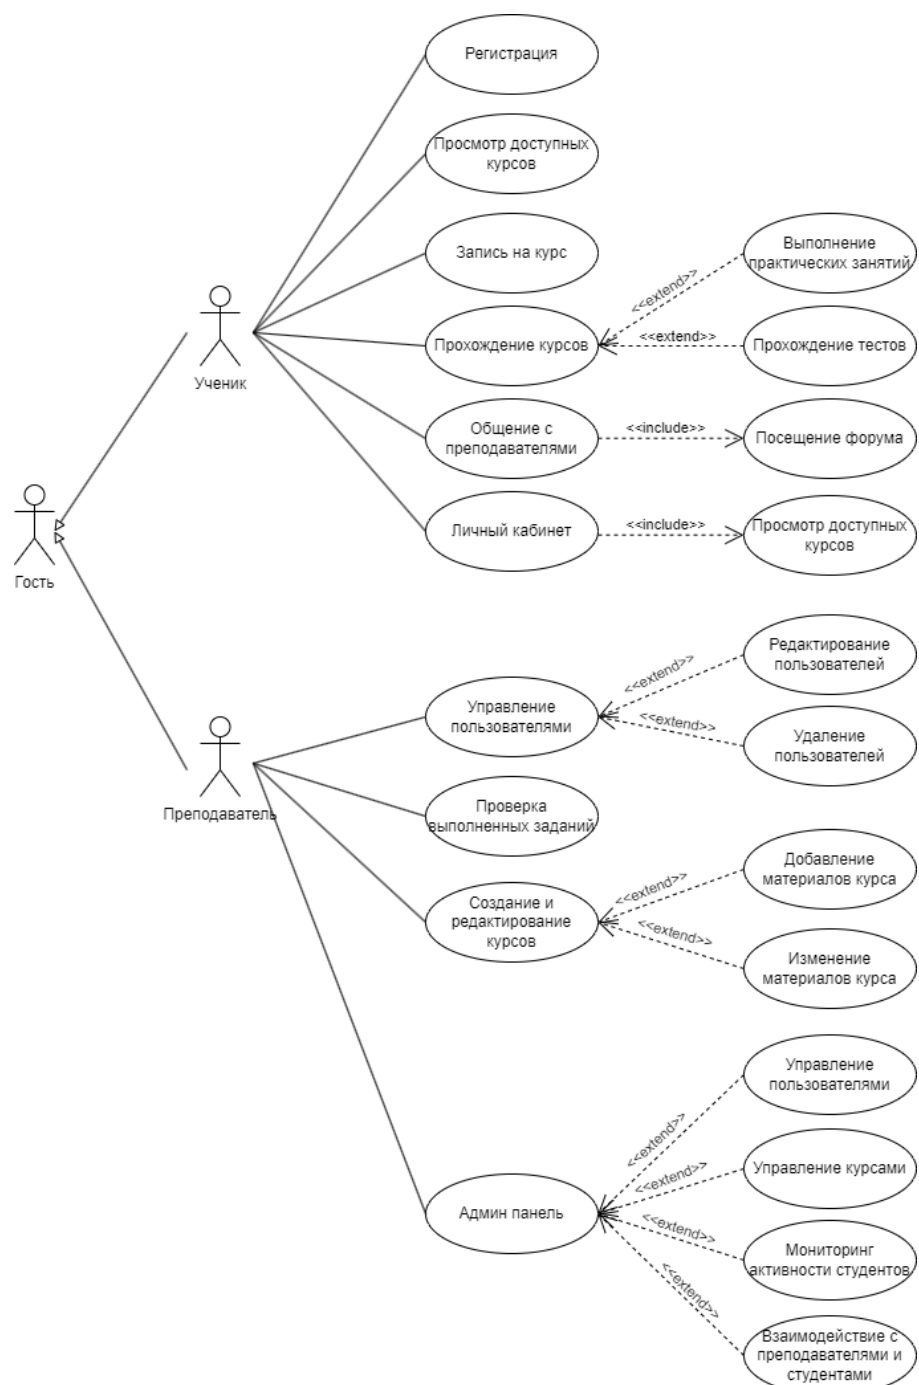 Регистрация
Просмотр доступных
курсов
Запись на курс
Выполнение
практических занятий
<<extend>>
Прохождение курсов
<<extend>>
Прохождение тестов
Ученик
Общение с
преподавателями
<<include>>
Посещение форума
Личный кабинет
<<include>>
Просмотр доступных
курсов
Гость
Редактирование
пользователей
<<extend>>
Управление
пользователями
<<extend>>
Удаление
пользователей
Преподаватель
Проверка
выполненных заданий
Добавление
материалов курса
<<extend>>
Создание и
редактирование
курсов
<<extend>>
Изменение
материалов курса
Управление
пользователями
<<extend>>
Управление курсами
<<extend>>
Админ панель
<<extend>>
Мониторинг
активности студентов
<<extend>>
Взаимодействие с
преподавателями и
студентами